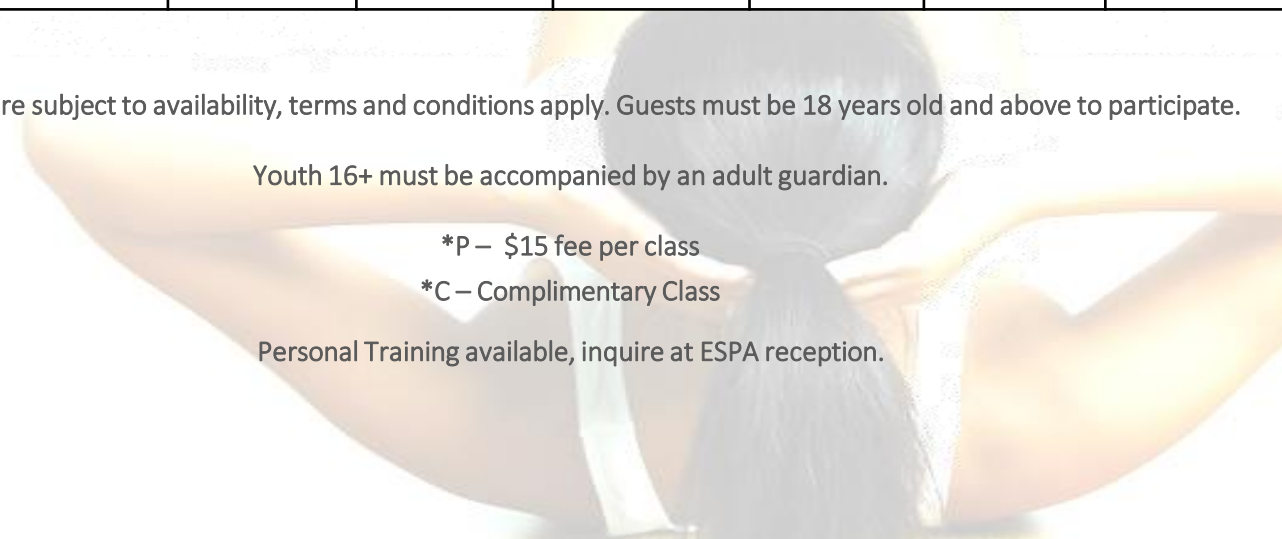 re subject to availability, terms and conditions apply. Guests must be 18 years old and above to participate.
Youth 16+ must be accompanied by an adult guardian.
*P – $15 fee per class
*C – Complimentary Class
Personal Training available, inquire at ESPA reception.